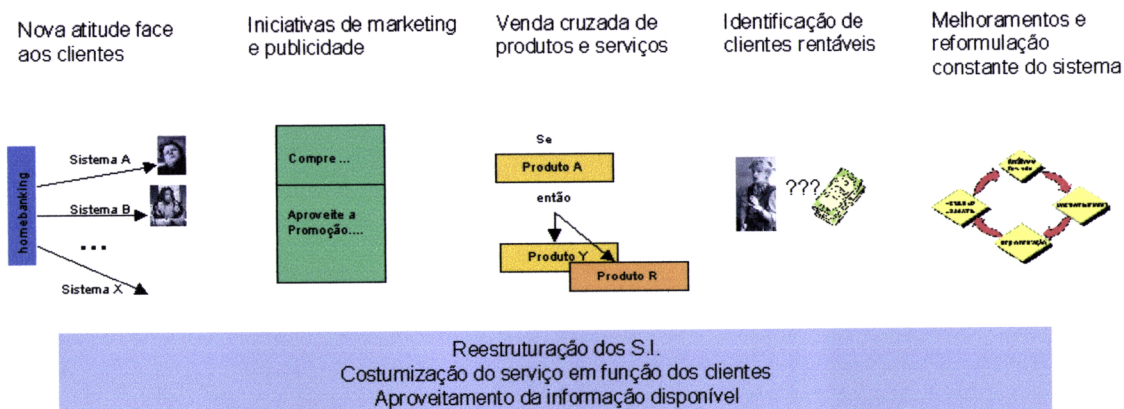 Nova atitude face
aos clientes
Iniciativas de marketing
e publicidade
Venda cruzada de
produtos e serviços
Identificação de
clientes rentáveis
Melhoramentos e
reformulação
constante do sistema
homebanking
Sistema A
Sistema B
...
Sistema X
Compre ...
Aproveite a
Promoção....
Se
Produto A
então
Produto Y
Produto R
???
Reestruturação dos S.I.
Costumização do serviço em função dos clientes
Aproveitamento da informação disponível